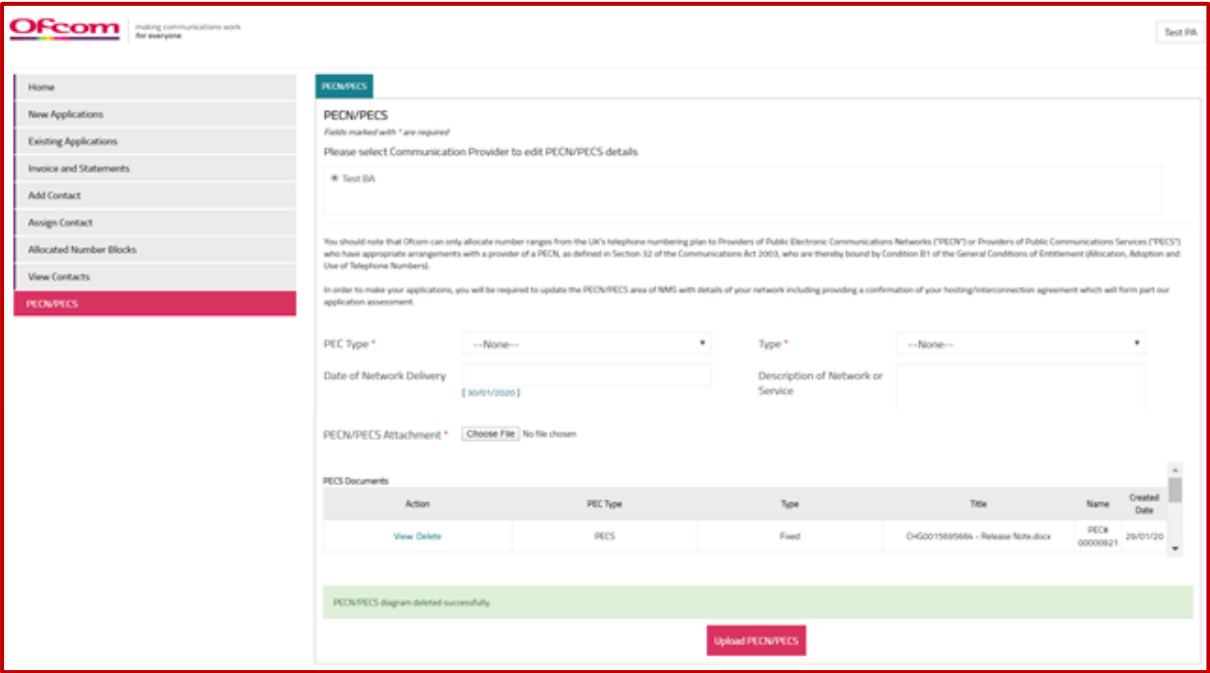 Ofcom
making communications work
for everyone
Test PA
Home
New Applications
Existing Applications
Invoice and Statements
Add Contact
Assign Contact
Allocated Number Blocks
View Contacts
PECN/PECS
PECN/PECS
PECN/PECS
Fields marked with * are required
Please select Communication Provider to edit PECN/PECS details
Test BA
You should note that Ofcom can only allocate number ranges from the UK's telephone numbering plan to Providers of Public Electronic Communications Networks ("PECN") or Providers of Public Communications Services ("PECS")
who have appropriate arrangements with a provider of a PECN, as defined in Section 32 of the Communications Act 2003, who are thereby bound by Condition B1 of the General Conditions of Entitlement (Allocation, Adoption and
Use of Telephone Numbers).
In order to make your applications, you will be required to update the PECN/PECS area of NMS with details of your network including providing a confirmation of your hosting/interconnection agreement which will form part our
application assessment.
PEC Type * --None-- Type * --None--
Date of Network Delivery Description of Network or
[ 30/01/2020 ] Service
PECN/PECS Attachment * Choose File No file chosen
PECS Documents
Action PEC Type Type Title Name Created
Date
View Delete PECS Fixed CHG0015695664 - Release Note.docx PEC# 29/01/20
00000921
PECN/PECS diagram deleted successfully.
Upload PECN/PECS